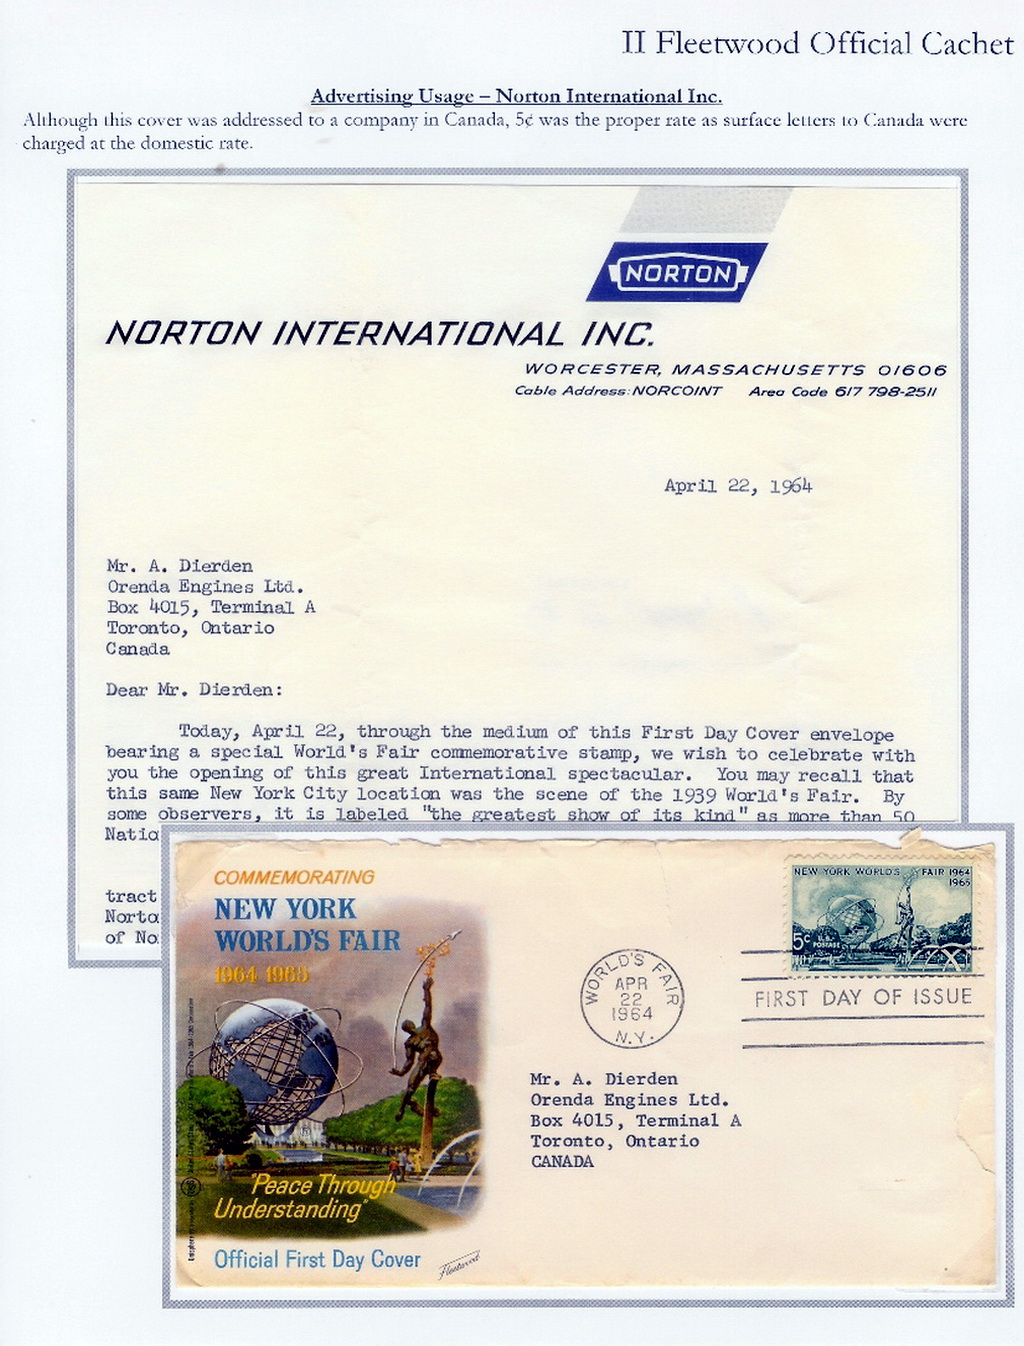 II Fleetwood Official Cachet
Advertising Usage – Norton International Inc.
Although this cover was addressed to a company in Canada, 5¢ was the proper rate as surface letters to Canada were
charged at the domestic rate.
NORTON
NORTON INTERNATIONAL INC.
WORCESTER, MASSACHUSETTS 01606
Cable Address: NORCOINT Area Code 617 798-2511
April 22, 1964
Mr. A. Dierden
Orenda Engines Ltd.
Box 4015, Terminal A
Toronto, Ontario
Canada
Dear Mr. Dierden:
Today, April 22, through the medium of this First Day Cover envelope
bearing a special World's Fair commemorative stamp, we wish to celebrate with
you the opening of this great International spectacular. You may recall that
this same New York City location was the scene of the 1939 World's Fair. By
some observers, it is labeled "the greatest show of its kind" as more than 50
Natio
tract
Norto
of No
COMMEMORATING
NEW YORK
WORLD'S FAIR
1964 1965
"Peace Through
Understanding"
Official First Day Cover
Fleetwood
WORLD'S FAIR
APR
22
1964
N.Y.
NEW YORK WORLD'S FAIR 1964
1965
5c U.S.
POSTAGE
FIRST DAY OF ISSUE
Mr. A. Dierden
Orenda Engines Ltd.
Box 4015, Terminal A
Toronto, Ontario
CANADA